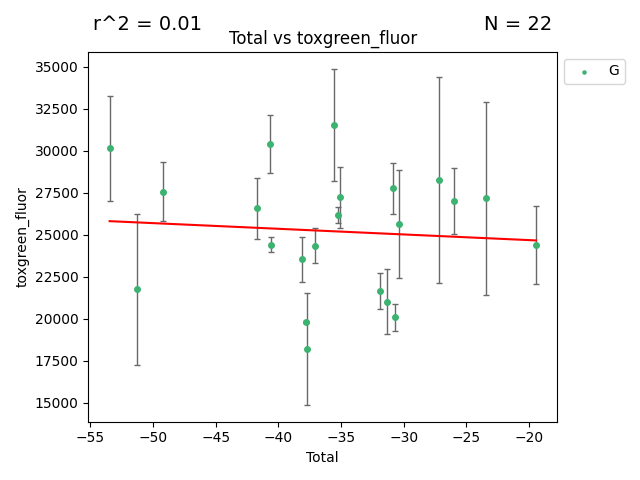 r^2 = 0.01
N = 22
Total vs toxgreen_fluor
G
35000
32500
30000
27500
25000
22500
20000
17500
15000
toxgreen_fluor
−55
−50
−45
−40
−35
−30
−25
−20
Total